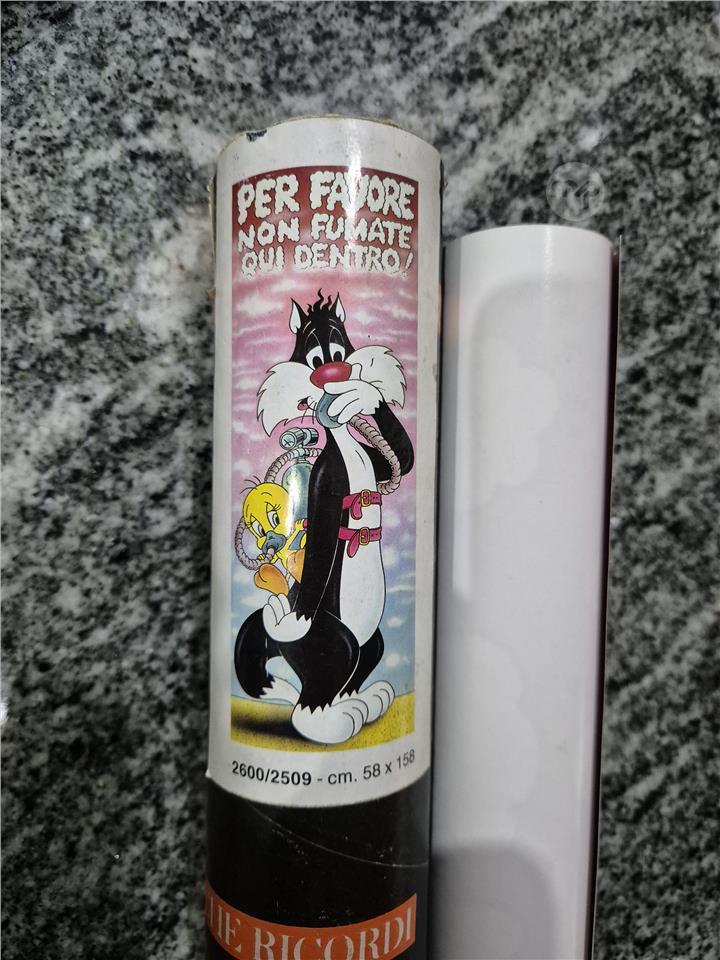 PER FAVORE
NON FUMATE
QUI DENTRO!
2600/2509 - cm. 58 x 158
RICORDI